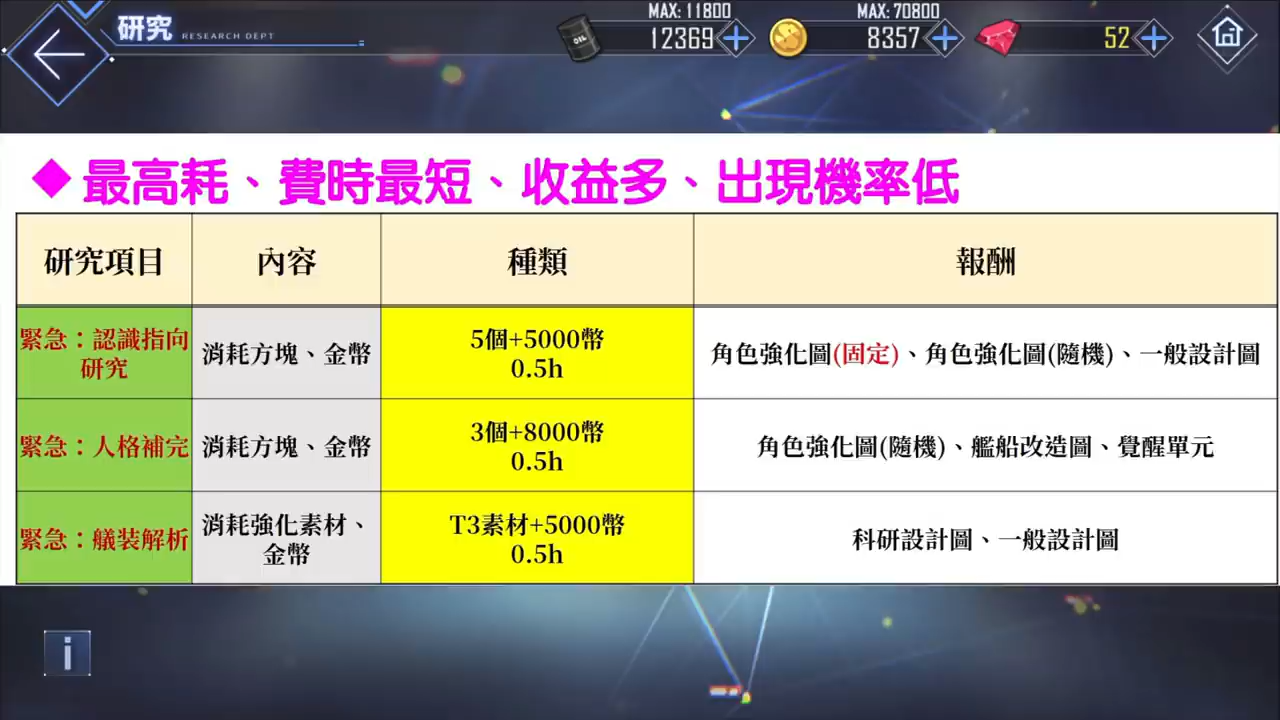 研究 RESEARCH DEPT
MAX: 11800
12369
MAX: 70800
8357
52
OIL
◆最高耗、費時最短、收益多、出現機率低
研究項目
內容
種類
報酬
緊急：認識指向
研究
消耗方塊、金幣
5個+5000幣
0.5h
角色強化圖(固定)、角色強化圖(隨機)、一般設計圖
緊急：人格補完
消耗方塊、金幣
3個+8000幣
0.5h
角色強化圖(隨機)、艦船改造圖、覺醒單元
緊急：艤装解析
消耗強化素材、
金幣
T3素材+5000幣
0.5h
科研設計圖、一般設計圖
i